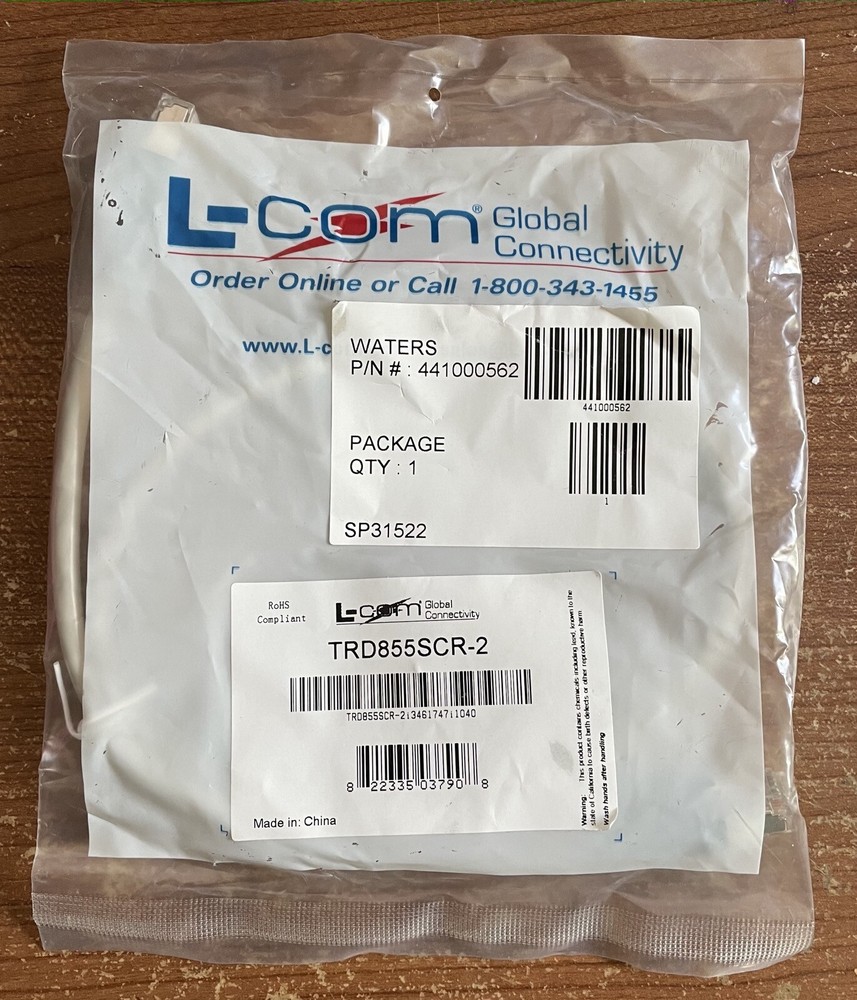 L-com® Global
Connectivity
Order Online or Call 1-800-343-1455
www.L-c
WATERS
P/N # : 441000562
441000562
PACKAGE
QTY : 1
1
SP31522
RoHS
Compliant
L-com Global
Connectivity
TRD855SCR-2
TRD855SCR-2i3461747i1040
8 22335 03790 8
Made in: China
Warning: This product contains chemicals including lead, known to the
state of California to cause birth defects or other reproductive harm.
Wash hands after handling